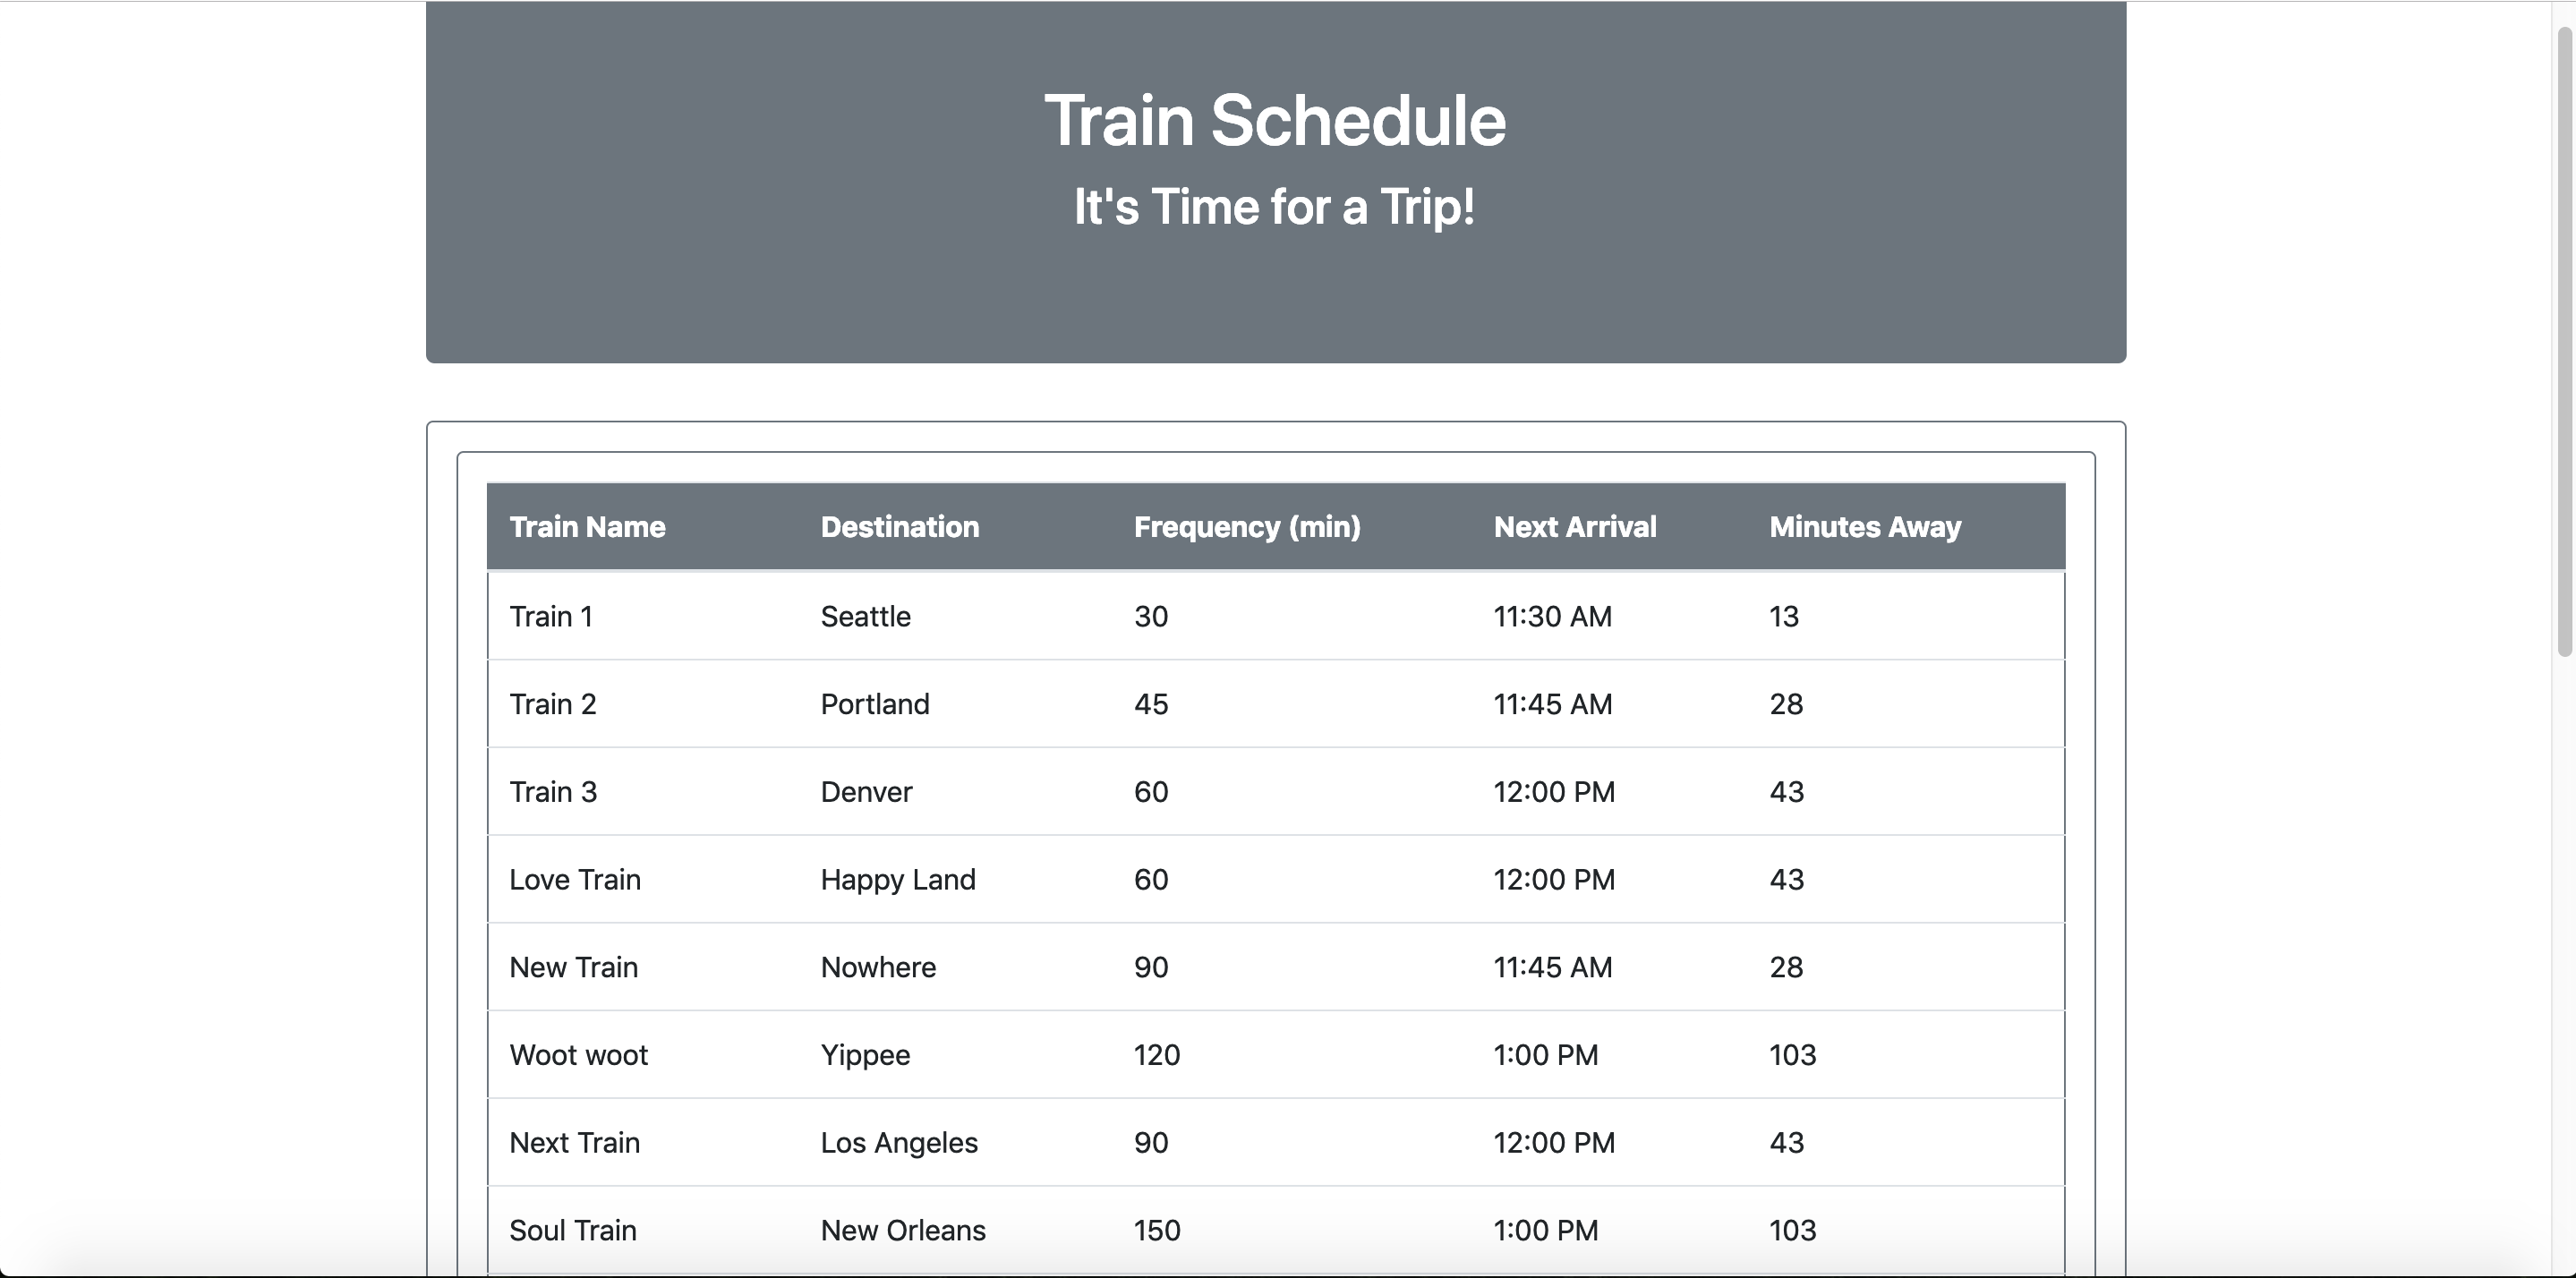 Train Schedule
It's Time for a Trip!
Train Name Destination Frequency (min) Next Arrival Minutes Away
Train 1 Seattle 30 11:30 AM 13
Train 2 Portland 45 11:45 AM 28
Train 3 Denver 60 12:00 PM 43
Love Train Happy Land 60 12:00 PM 43
New Train Nowhere 90 11:45 AM 28
Woot woot Yippee 120 1:00 PM 103
Next Train Los Angeles 90 12:00 PM 43
Soul Train New Orleans 150 1:00 PM 103